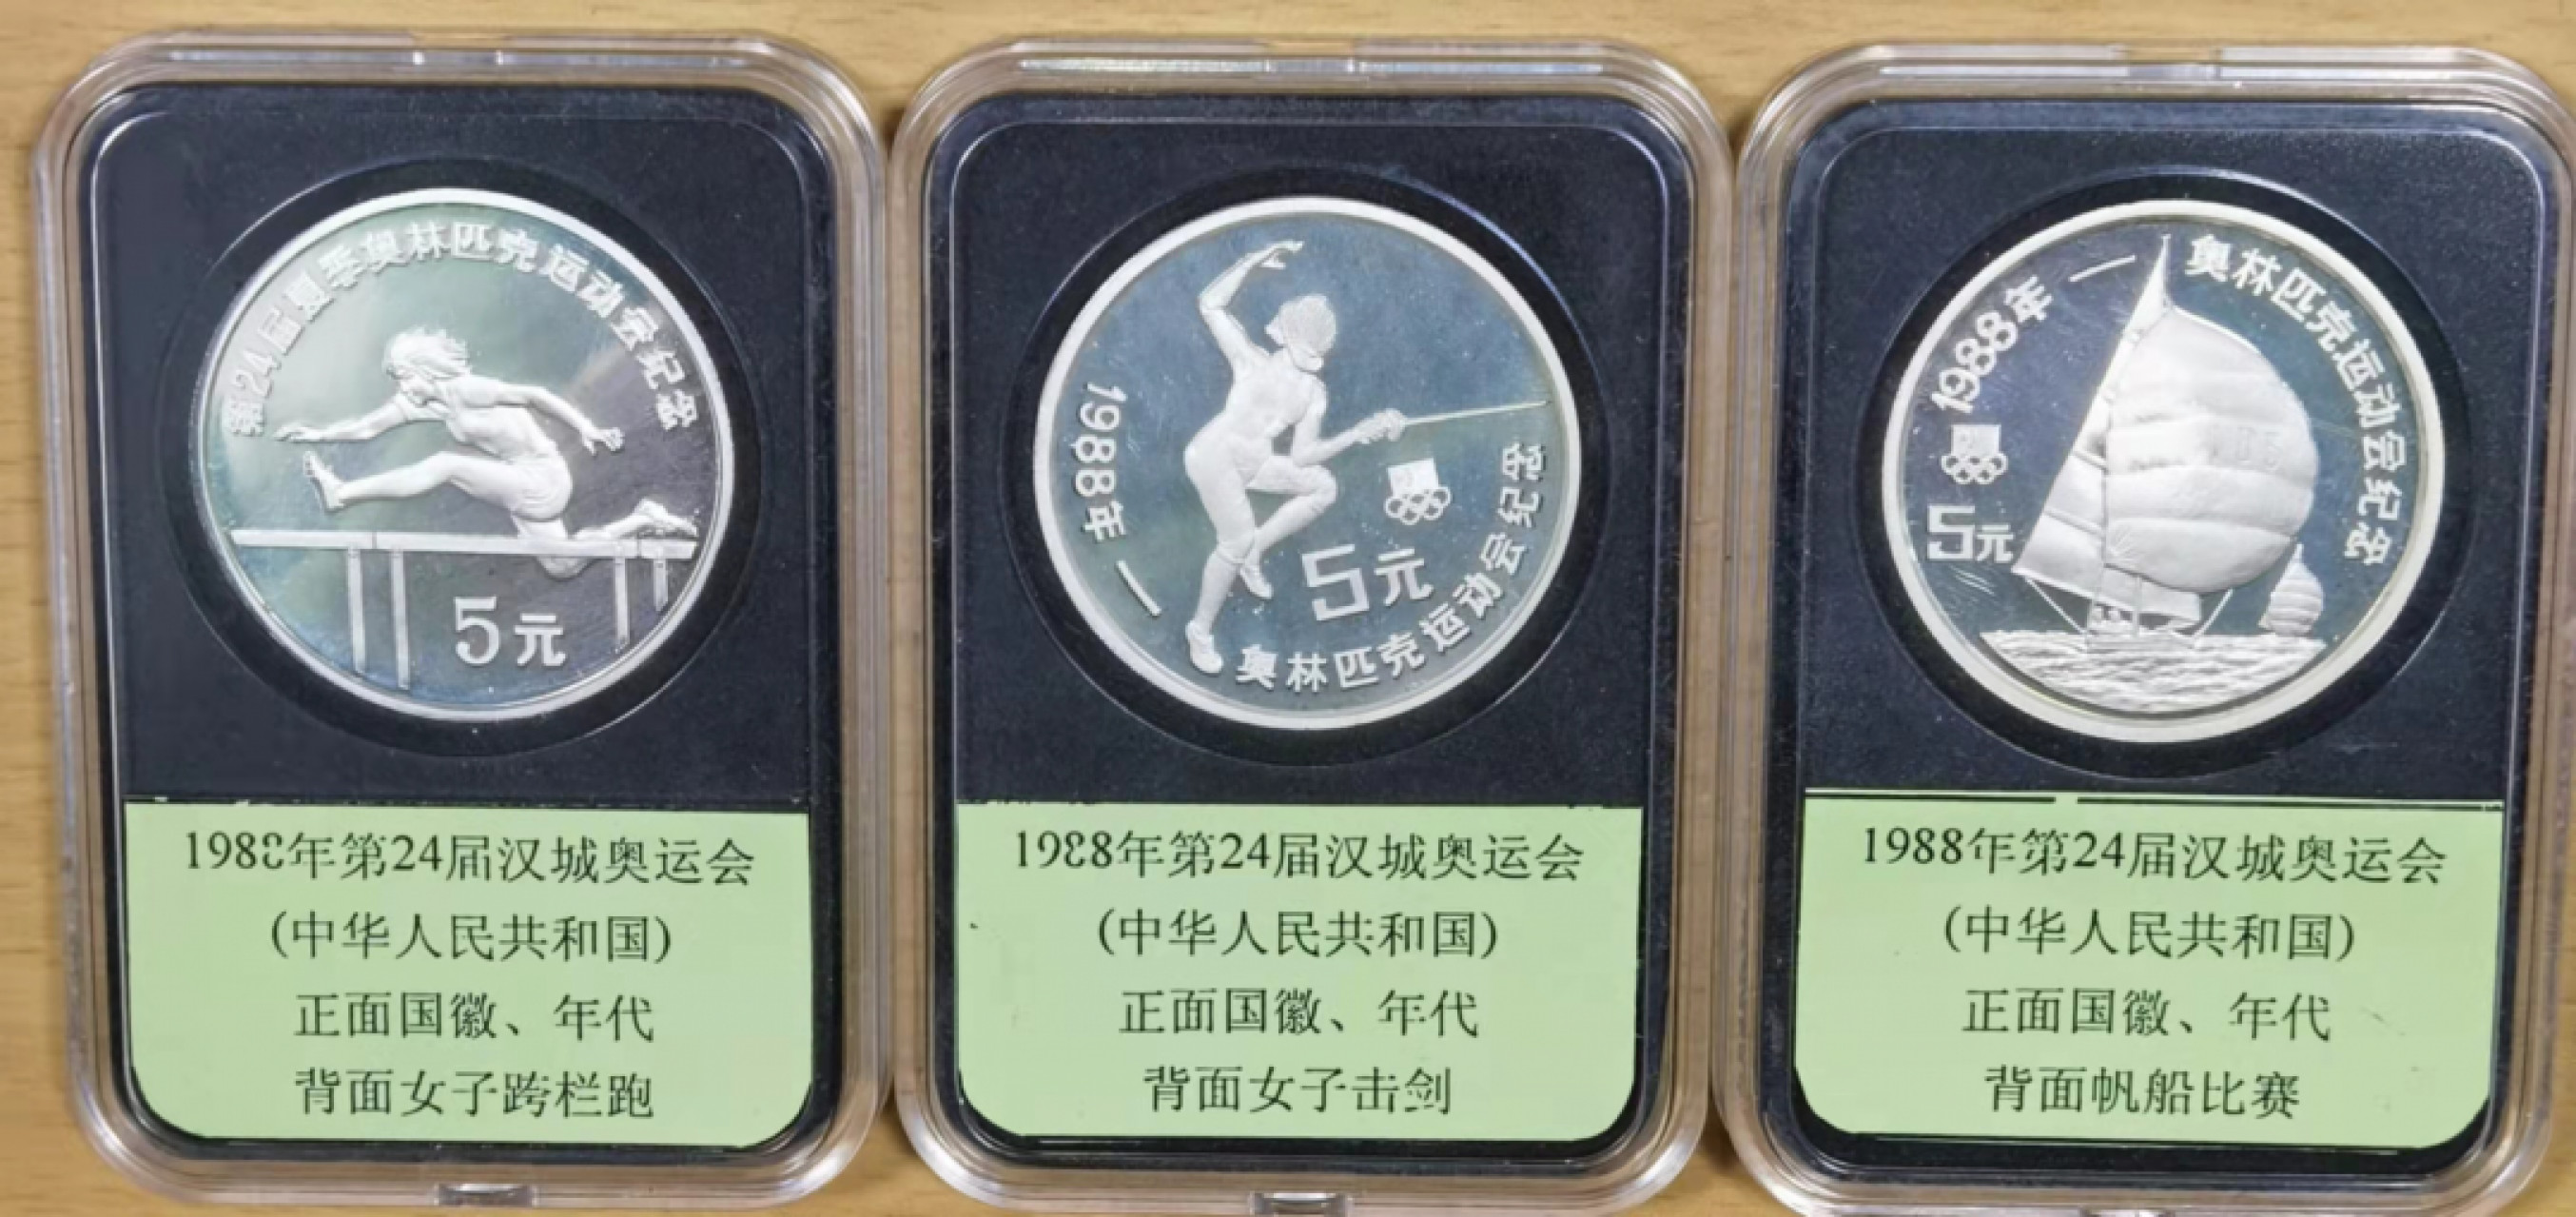 第24届夏季奥林匹克运动会纪念
5元
1988年第24届汉城奥运会
(中华人民共和国)
正面国徽、年代
背面女子跨栏跑
1988年—奥林匹克运动会纪念
5元
1988年第24届汉城奥运会
(中华人民共和国)
正面国徽、年代
背面女子击剑
1988年—奥林匹克运动会纪念
5元
1988年第24届汉城奥运会
(中华人民共和国)
正面国徽、年代
背面帆船比赛